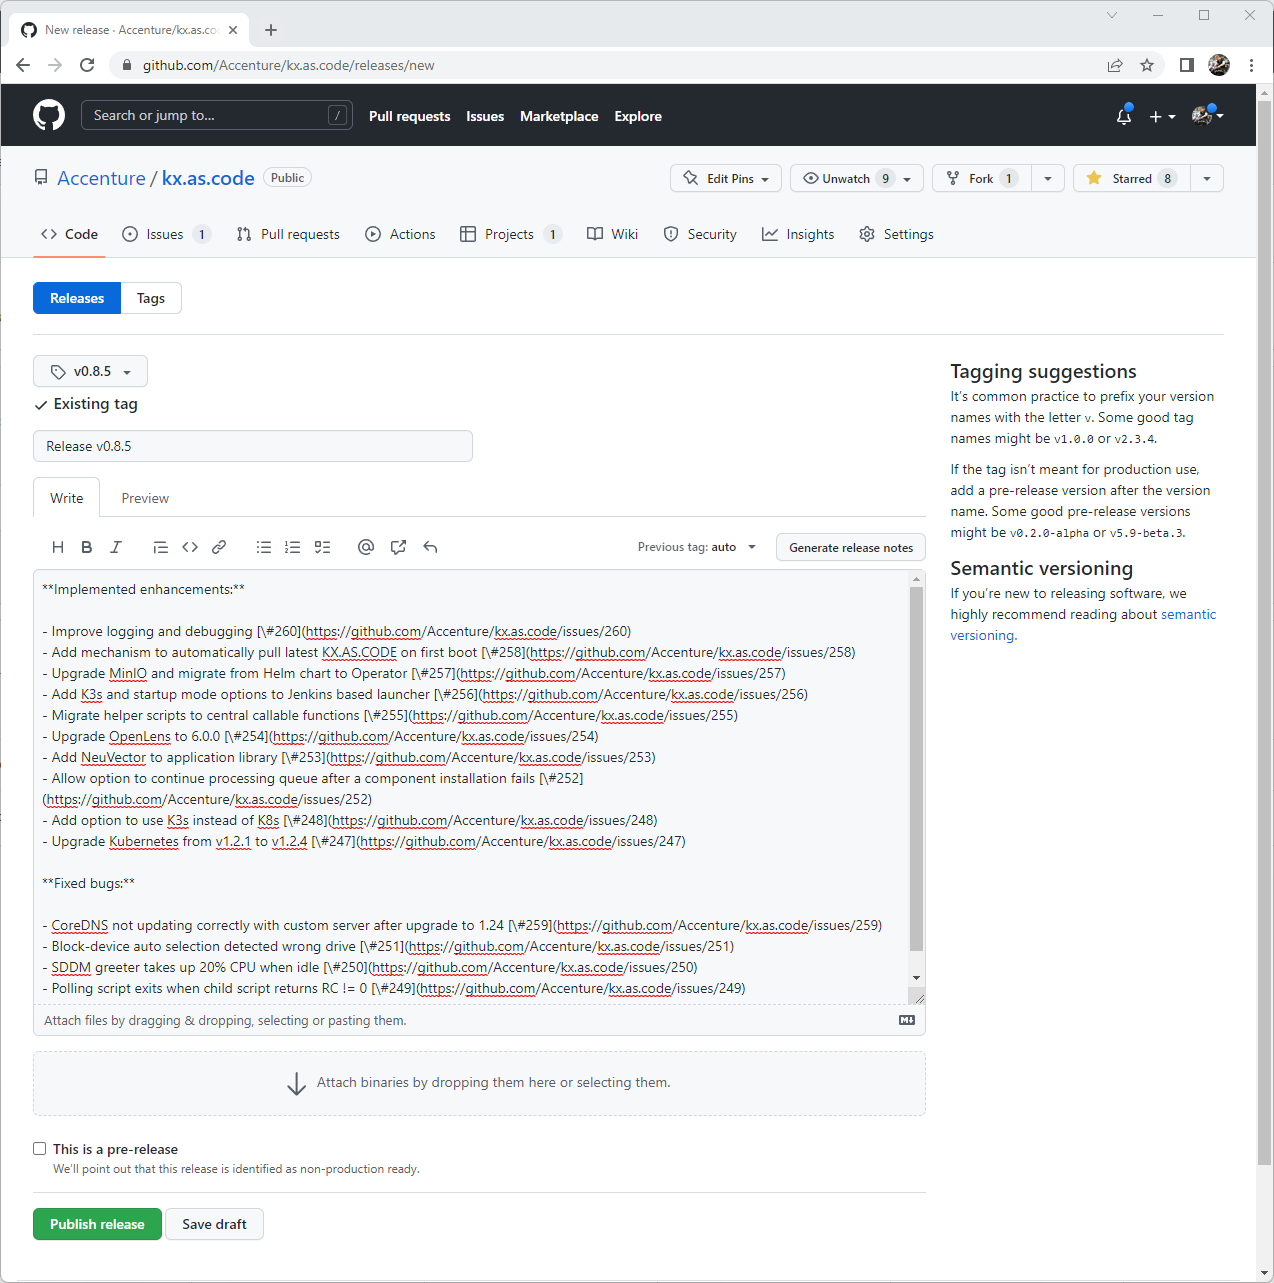 New release · Accenture/kx.as.co
github.com/Accenture/kx.as.code/releases/new
Search or jump to... /
Pull requests Issues Marketplace Explore
Accenture / kx.as.code Public
Edit Pins Unwatch 9 Fork 1 Starred 8
Code Issues 1 Pull requests Actions Projects 1 Wiki Security Insights Settings
Releases Tags
v0.8.5
Existing tag
Release v0.8.5
Write Preview
H B I
Previous tag: auto Generate release notes
**Implemented enhancements:**
- Improve logging and debugging [\#260](https://github.com/Accenture/kx.as.code/issues/260)
- Add mechanism to automatically pull latest KX.AS.CODE on first boot [\#258](https://github.com/Accenture/kx.as.code/issues/258)
- Upgrade MinIO and migrate from Helm chart to Operator [\#257](https://github.com/Accenture/kx.as.code/issues/257)
- Add K3s and startup mode options to Jenkins based launcher [\#256](https://github.com/Accenture/kx.as.code/issues/256)
- Migrate helper scripts to central callable functions [\#255](https://github.com/Accenture/kx.as.code/issues/255)
- Upgrade OpenLens to 6.0.0 [\#254](https://github.com/Accenture/kx.as.code/issues/254)
- Add NeuVector to application library [\#253](https://github.com/Accenture/kx.as.code/issues/253)
- Allow option to continue processing queue after a component installation fails [\#252]
(https://github.com/Accenture/kx.as.code/issues/252)
- Add option to use K3s instead of K8s [\#248](https://github.com/Accenture/kx.as.code/issues/248)
- Upgrade Kubernetes from v1.2.1 to v1.2.4 [\#247](https://github.com/Accenture/kx.as.code/issues/247)
**Fixed bugs:**
- CoreDNS not updating correctly with custom server after upgrade to 1.24 [\#259](https://github.com/Accenture/kx.as.code/issues/259)
- Block-device auto selection detected wrong drive [\#251](https://github.com/Accenture/kx.as.code/issues/251)
- SDDM greeter takes up 20% CPU when idle [\#250](https://github.com/Accenture/kx.as.code/issues/250)
- Polling script exits when child script returns RC != 0 [\#249](https://github.com/Accenture/kx.as.code/issues/249)
Attach files by dragging & dropping, selecting or pasting them.
Attach binaries by dropping them here or selecting them.
This is a pre-release
We'll point out that this release is identified as non-production ready.
Publish release Save draft
Tagging suggestions
It's common practice to prefix your version
names with the letter v. Some good tag
names might be v1.0.0 or v2.3.4.
If the tag isn't meant for production use,
add a pre-release version after the version
name. Some good pre-release versions
might be v0.2.0-alpha or v5.9-beta.3.
Semantic versioning
If you're new to releasing software, we
highly recommend reading about semantic
versioning.